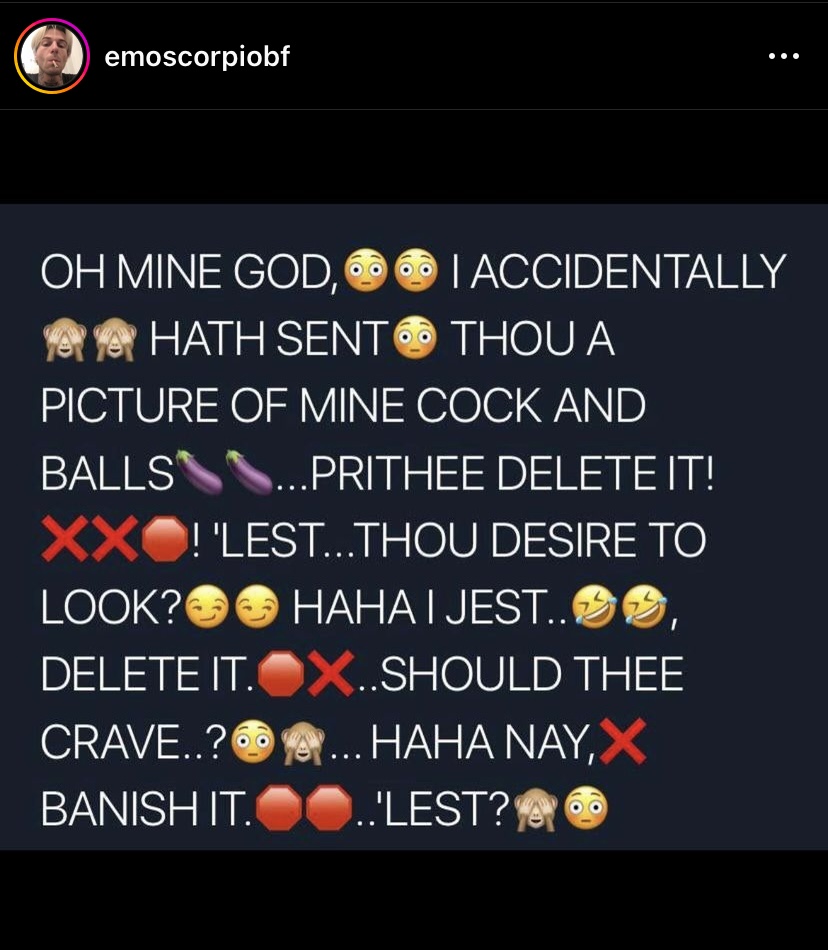 emoscorpiobf
OH MINE GOD,😳😳 I ACCIDENTALLY
🙈🙈 HATH SENT😳 THOU A
PICTURE OF MINE COCK AND
BALLS🍆🍆...PRITHEE DELETE IT!
❌❌🛑! 'LEST...THOU DESIRE TO
LOOK?😏😏 HAHA I JEST..🤣🤣,
DELETE IT.🛑❌..SHOULD THEE
CRAVE..?😳🙈... HAHA NAY,❌
BANISH IT.🛑🛑..'LEST?🙈😳